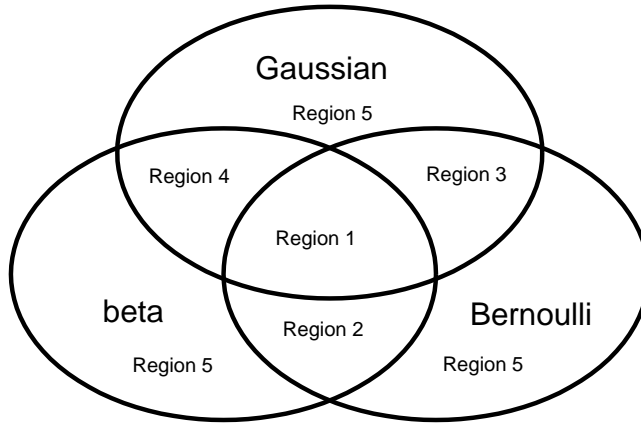 Gaussian
Region 5
Region 4
Region 3
Region 1
beta
Region 2
Bernoulli
Region 5
Region 5